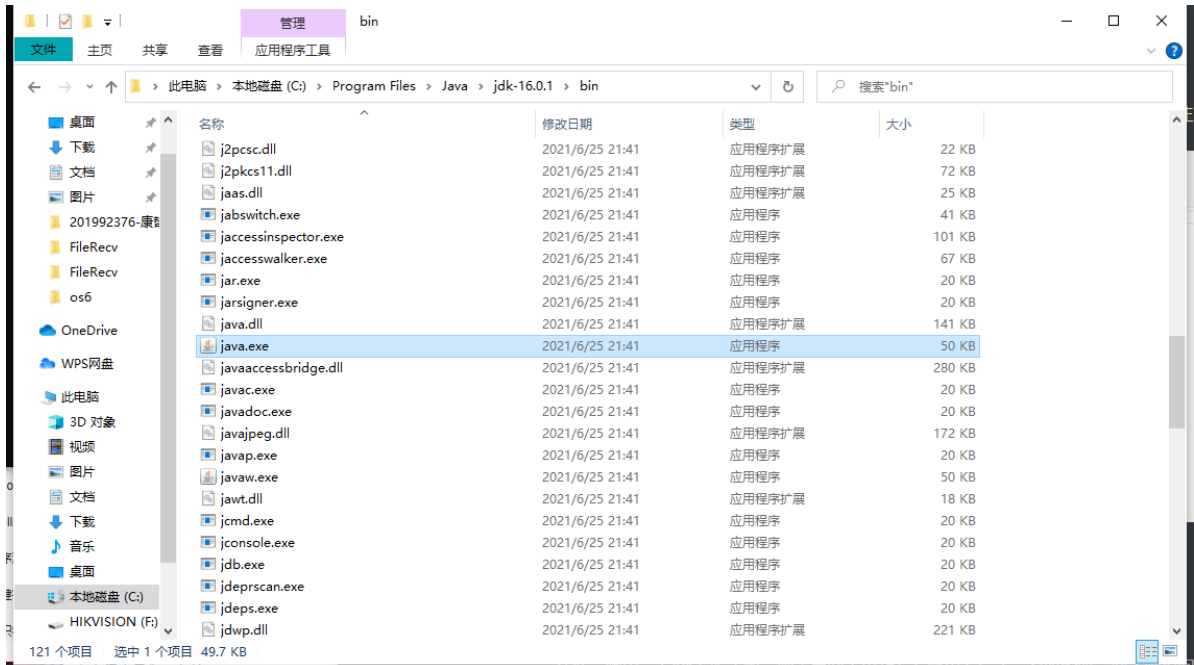 管理 bin
文件 主页 共享 查看 应用程序工具
此电脑 › 本地磁盘 (C:) › Program Files › Java › jdk-16.0.1 › bin 搜索"bin"
桌面
下载
文档
图片
201992376-康
FileRecv
FileRecv
os6
OneDrive
WPS网盘
此电脑
3D 对象
视频
图片
文档
下载
音乐
桌面
本地磁盘 (C:)
HIKVISION (F:)
名称 修改日期 类型 大小
j2pcsc.dll 2021/6/25 21:41 应用程序扩展 22 KB
j2pkcs11.dll 2021/6/25 21:41 应用程序扩展 72 KB
jaas.dll 2021/6/25 21:41 应用程序扩展 25 KB
jabswitch.exe 2021/6/25 21:41 应用程序 41 KB
jaccessinspector.exe 2021/6/25 21:41 应用程序 101 KB
jaccesswalker.exe 2021/6/25 21:41 应用程序 67 KB
jar.exe 2021/6/25 21:41 应用程序 20 KB
jarsigner.exe 2021/6/25 21:41 应用程序 20 KB
java.dll 2021/6/25 21:41 应用程序扩展 141 KB
java.exe 2021/6/25 21:41 应用程序 50 KB
javaaccessbridge.dll 2021/6/25 21:41 应用程序扩展 280 KB
javac.exe 2021/6/25 21:41 应用程序 20 KB
javadoc.exe 2021/6/25 21:41 应用程序 20 KB
javajpeg.dll 2021/6/25 21:41 应用程序扩展 172 KB
javap.exe 2021/6/25 21:41 应用程序 20 KB
javaw.exe 2021/6/25 21:41 应用程序 50 KB
jawt.dll 2021/6/25 21:41 应用程序扩展 18 KB
jcmd.exe 2021/6/25 21:41 应用程序 20 KB
jconsole.exe 2021/6/25 21:41 应用程序 20 KB
jdb.exe 2021/6/25 21:41 应用程序 20 KB
jdeprscan.exe 2021/6/25 21:41 应用程序 20 KB
jdeps.exe 2021/6/25 21:41 应用程序 20 KB
jdwp.dll 2021/6/25 21:41 应用程序扩展 221 KB
121 个项目 选中 1 个项目 49.7 KB